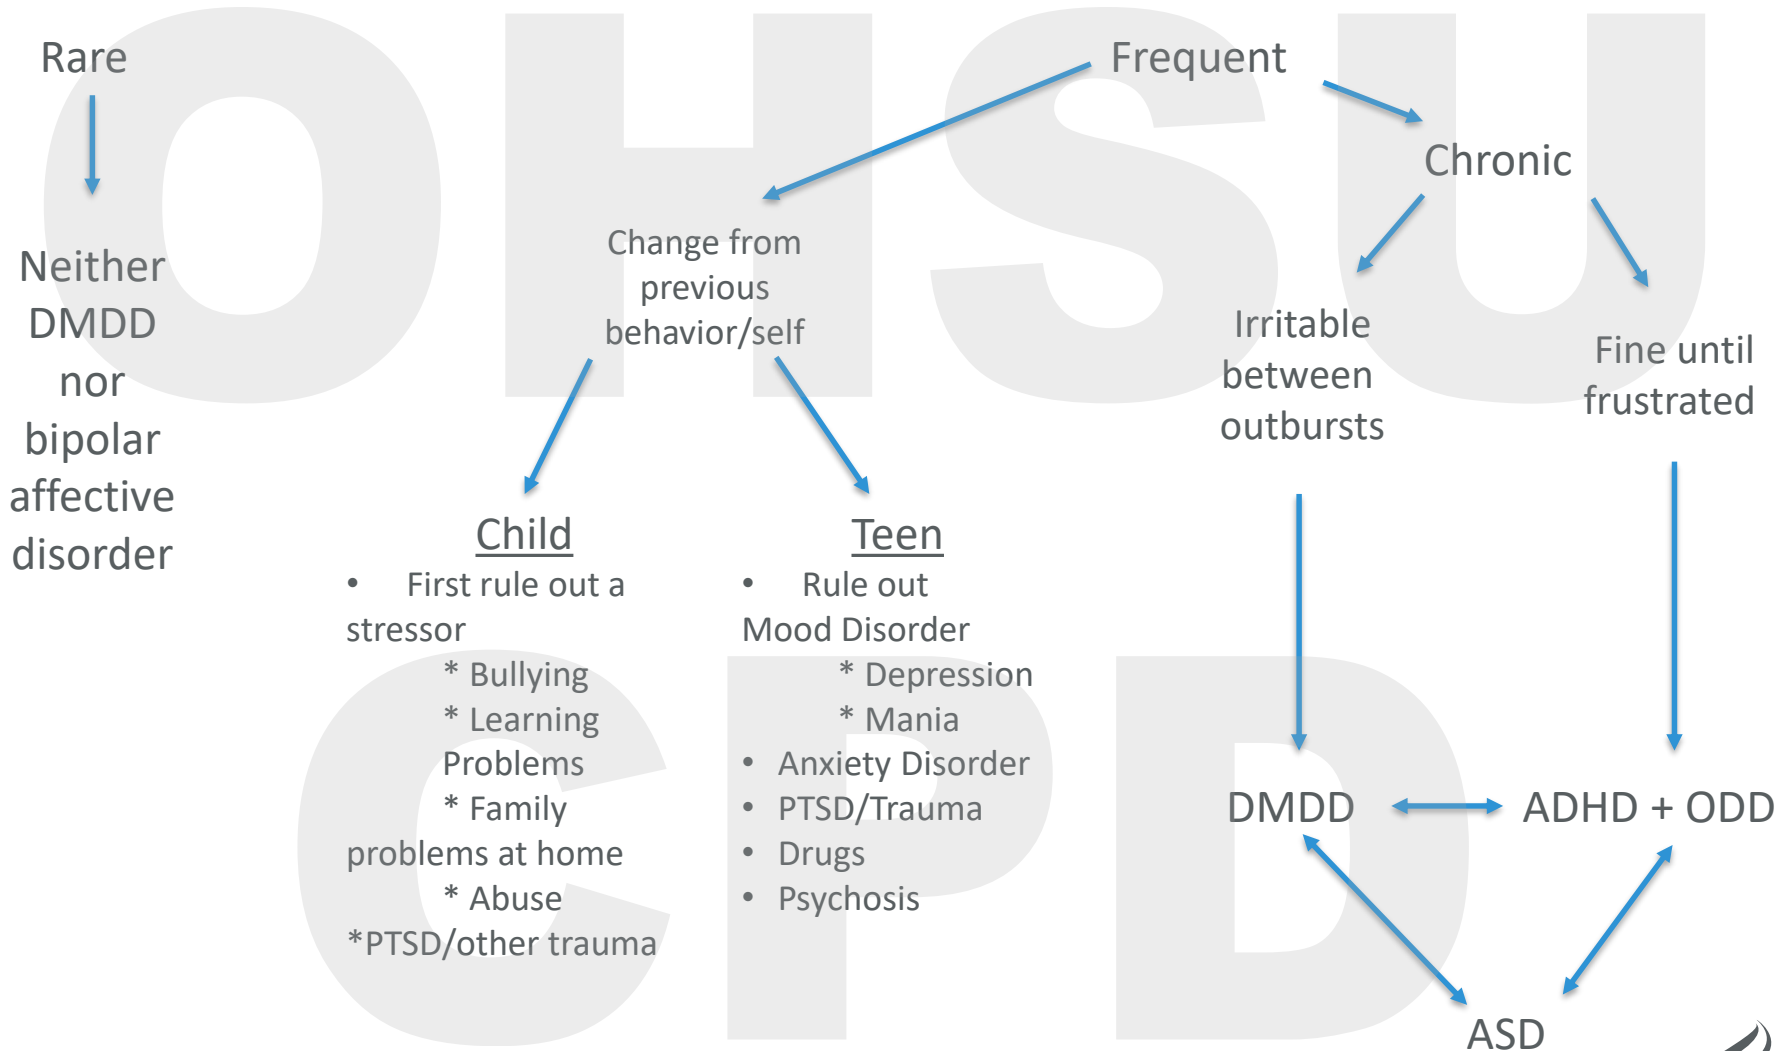 OHSU
CPD
Rare
Neither
DMDD
nor
bipolar
affective
disorder
Frequent
Change from
previous
behavior/self
Child
• First rule out a
stressor
* Bullying
* Learning
Problems
* Family
problems at home
* Abuse
*PTSD/other trauma
Teen
• Rule out
Mood Disorder
* Depression
* Mania
• Anxiety Disorder
• PTSD/Trauma
• Drugs
• Psychosis
Chronic
Irritable
between
outbursts
Fine until
frustrated
DMDD
ADHD + ODD
ASD